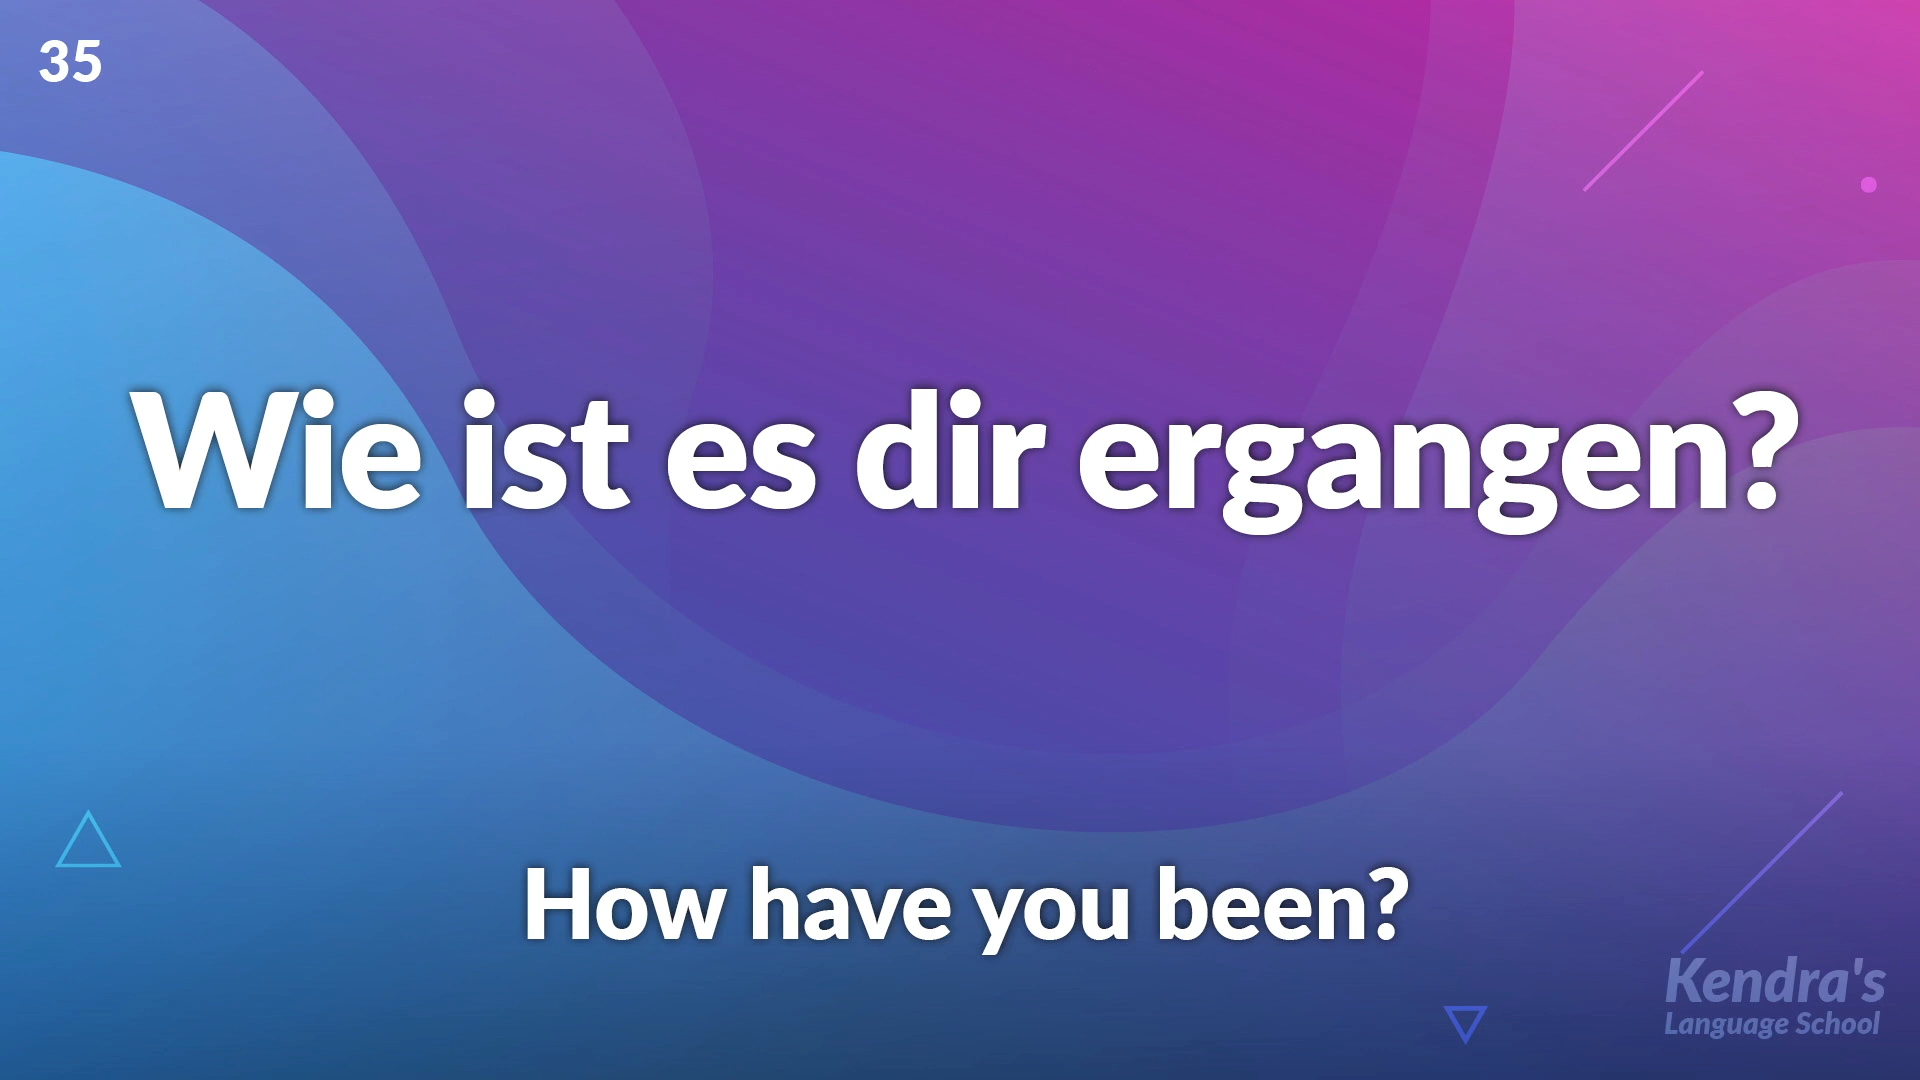 35
Wie ist es dir ergangen?
How have you been?
Kendra's
Language School